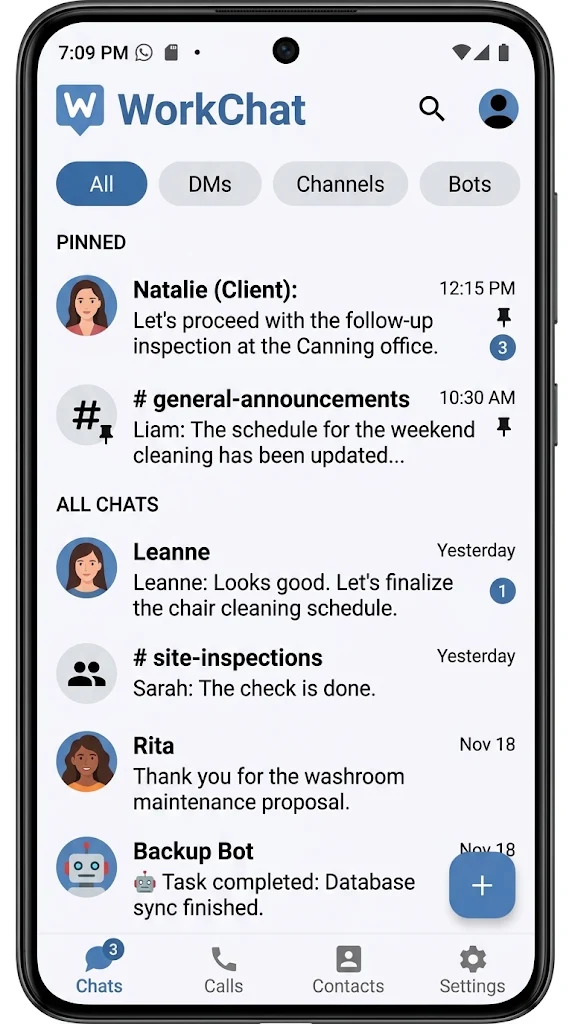 7:09 PM
W WorkChat
All DMs Channels Bots
PINNED
Natalie (Client): 12:15 PM
Let's proceed with the follow-up
inspection at the Canning office. 3
# general-announcements 10:30 AM
Liam: The schedule for the weekend
cleaning has been updated...
ALL CHATS
Leanne Yesterday
Leanne: Looks good. Let's finalize 1
the chair cleaning schedule.
# site-inspections Yesterday
Sarah: The check is done.
Rita Nov 18
Thank you for the washroom
maintenance proposal.
Backup Bot Nov 18
🤖 Task completed: Database
sync finished.
3
Chats Calls Contacts Settings